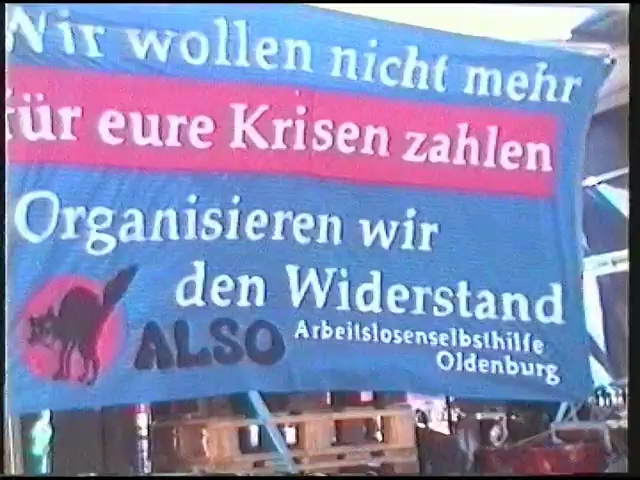 Wir wollen nicht mehr
für eure Krisen zahlen
Organisieren wir
den Widerstand
ALSO
Arbeitslosenselbsthilfe
Oldenburg